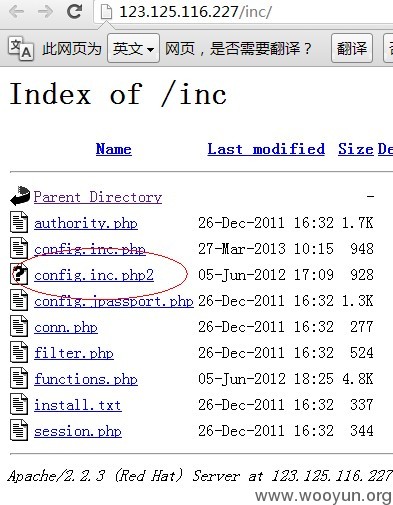 123.125.116.227/inc/
此网页为 英文 网页，是否需要翻译？ 翻译
Index of /inc
Name Last modified Size De
Parent Directory -
authority.php 26-Dec-2011 16:32 1.7K
config.inc.php 27-Mar-2013 10:15 948
config.inc.php2 05-Jun-2012 17:09 928
config.jpassport.php 26-Dec-2011 16:32 1.3K
conn.php 26-Dec-2011 16:32 277
filter.php 26-Dec-2011 16:32 524
functions.php 05-Jun-2012 18:25 4.8K
install.txt 26-Dec-2011 16:32 337
session.php 26-Dec-2011 16:32 344
Apache/2.2.3 (Red Hat) Server at 123.125.116.227
www.wooyun.org